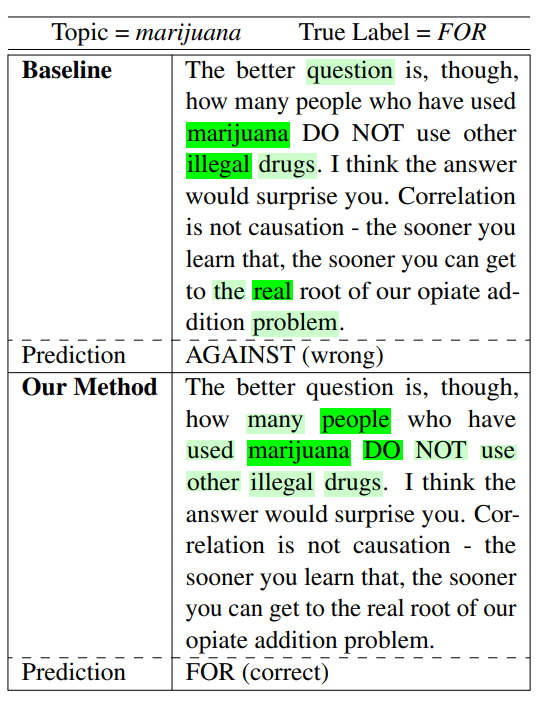 Topic = marijuana True Label = FOR
Baseline The better question is, though,
how many people who have used
marijuana DO NOT use other
illegal drugs. I think the answer
would surprise you. Correlation
is not causation - the sooner you
learn that, the sooner you can get
to the real root of our opiate ad-
dition problem.
Prediction AGAINST (wrong)
Our Method The better question is, though,
how many people who have
used marijuana DO NOT use
other illegal drugs. I think the
answer would surprise you. Cor-
relation is not causation - the
sooner you learn that, the sooner
you can get to the real root of our
opiate addition problem.
Prediction FOR (correct)